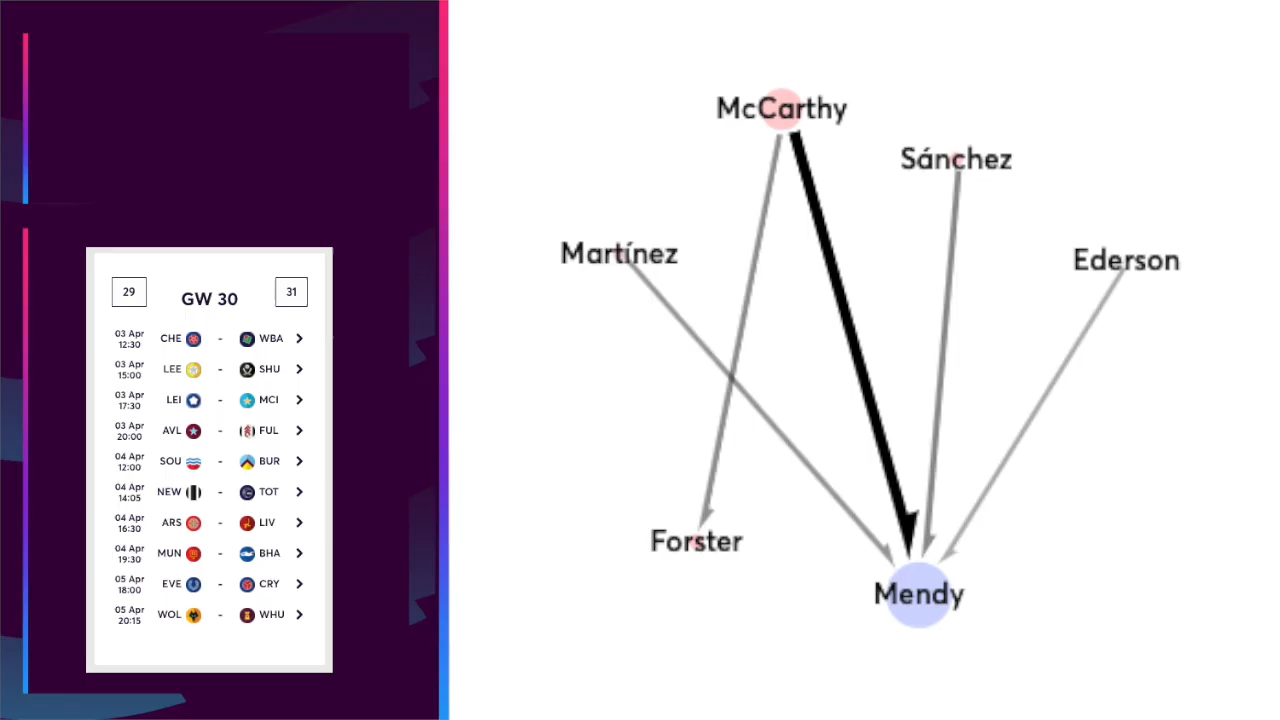 29
GW 30
31
03 Apr
12:30
CHE - WBA
03 Apr
15:00
LEE - SHU
03 Apr
17:30
LEI - MCI
03 Apr
20:00
AVL - FUL
04 Apr
12:00
SOU - BUR
04 Apr
14:05
NEW - TOT
04 Apr
16:30
ARS - LIV
04 Apr
19:30
MUN - BHA
05 Apr
18:00
EVE - CRY
05 Apr
20:15
WOL - WHU
McCarthy
Sánchez
Martínez
Ederson
Forster
Mendy